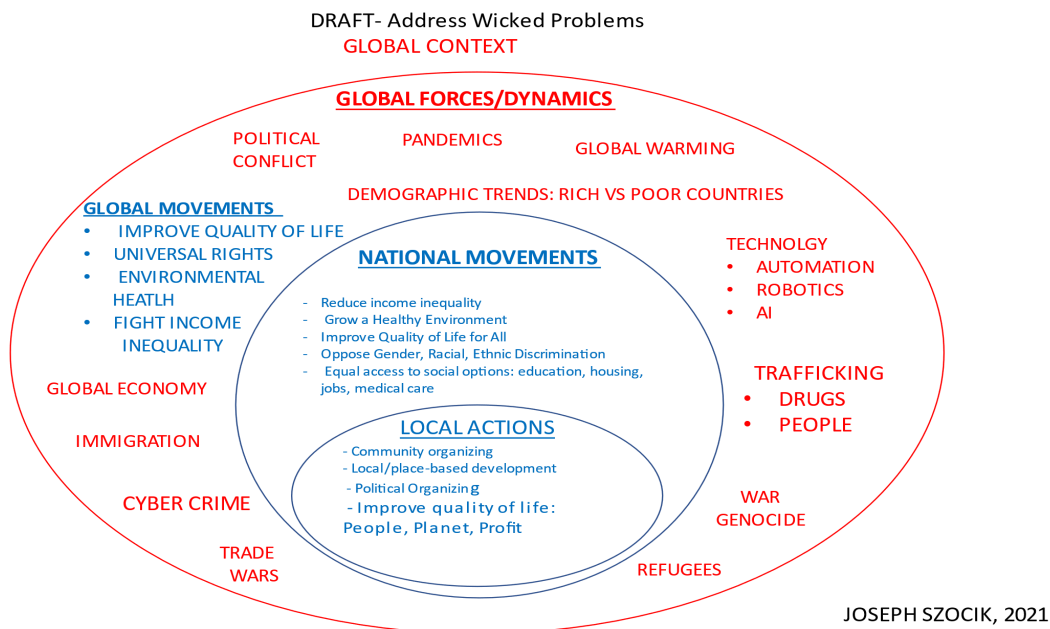 DRAFT- Address Wicked Problems
GLOBAL CONTEXT
GLOBAL FORCES/DYNAMICS
POLITICAL
CONFLICT
PANDEMICS
GLOBAL WARMING
DEMOGRAPHIC TRENDS: RICH VS POOR COUNTRIES
GLOBAL MOVEMENTS
• IMPROVE QUALITY OF LIFE
• UNIVERSAL RIGHTS
• ENVIRONMENTAL
HEATLH
• FIGHT INCOME
INEQUALITY
NATIONAL MOVEMENTS
- Reduce income inequality
- Grow a Healthy Environment
- Improve Quality of Life for All
- Oppose Gender, Racial, Ethnic Discrimination
- Equal access to social options: education, housing,
jobs, medical care
TECHNOLGY
• AUTOMATION
• ROBOTICS
• AI
TRAFFICKING
• DRUGS
• PEOPLE
GLOBAL ECONOMY
IMMIGRATION
CYBER CRIME
TRADE
WARS
LOCAL ACTIONS
- Community organizing
- Local/place-based development
- Political Organizing
- Improve quality of life:
People, Planet, Profit
WAR
GENOCIDE
REFUGEES
JOSEPH SZOCIK, 2021